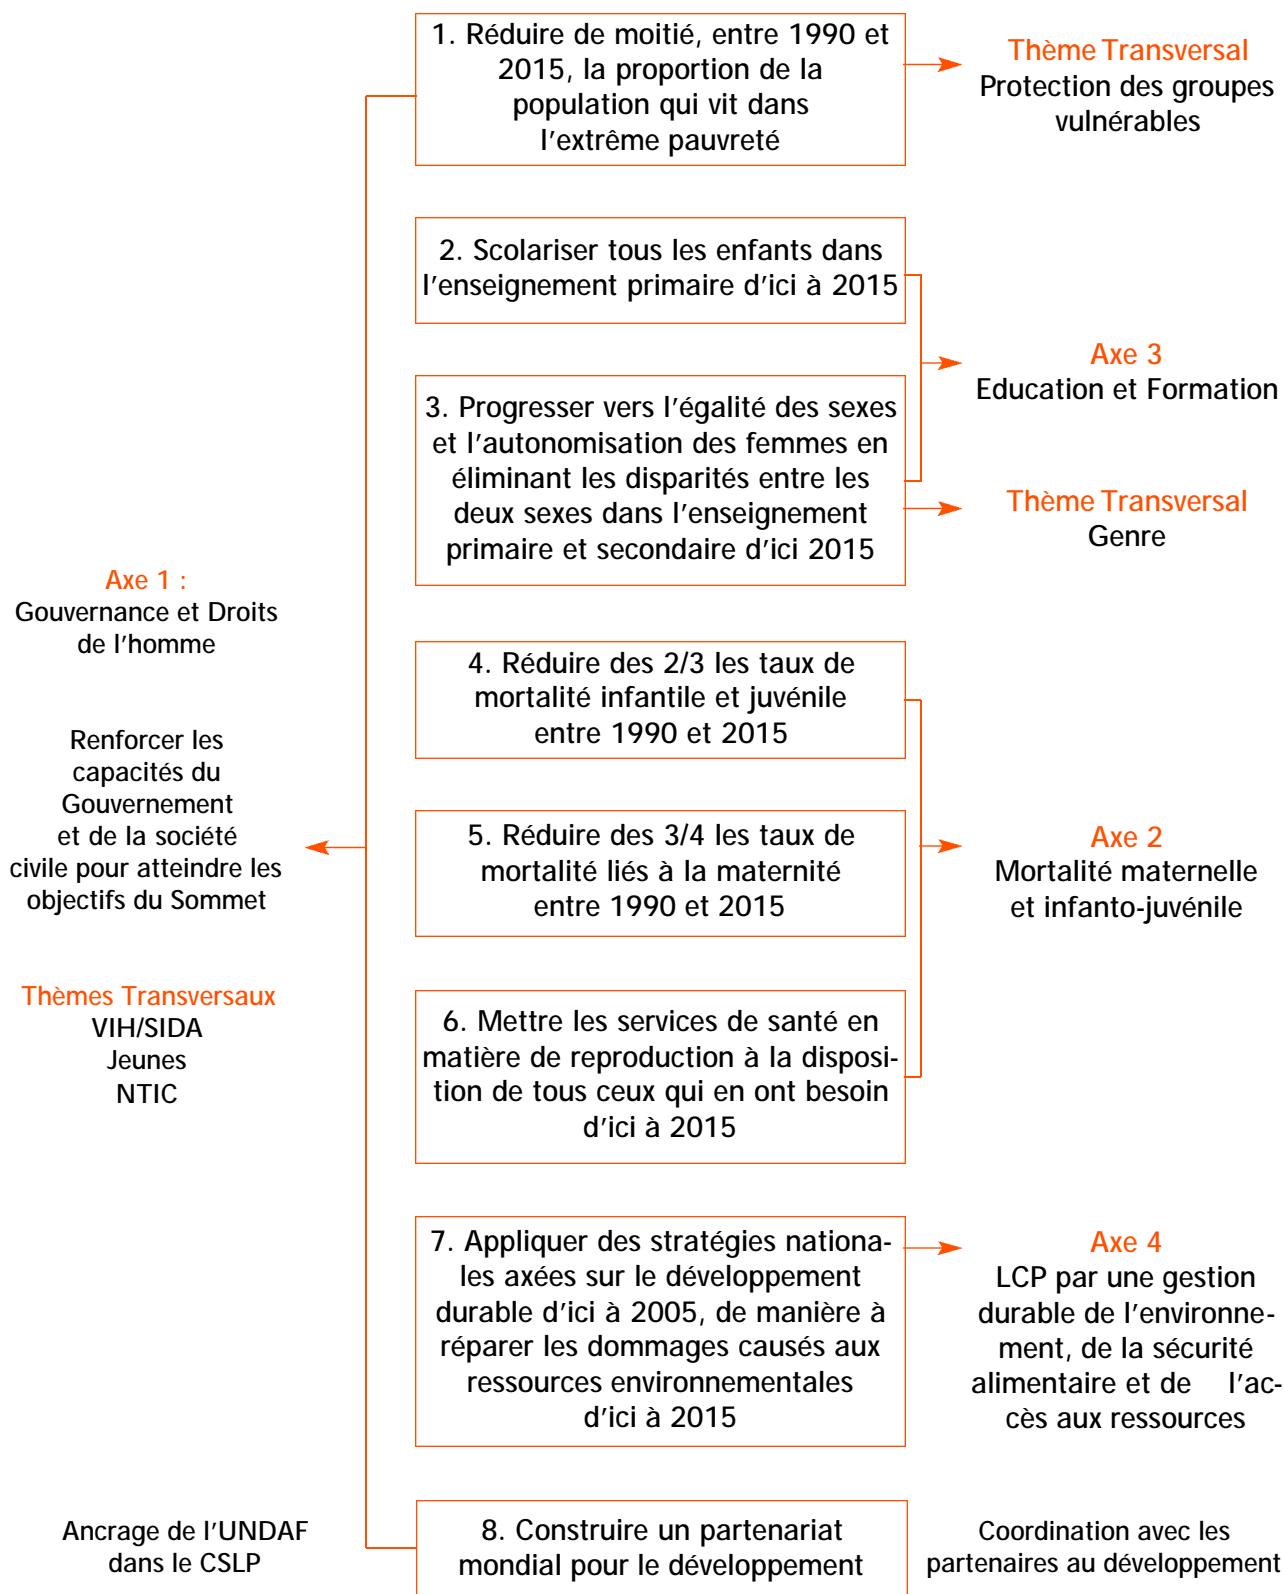 1. Réduire de moitié, entre 1990 et
2015, la proportion de la
population qui vit dans
l'extrême pauvreté
Thème Transversal
Protection des groupes
vulnérables
2. Scolariser tous les enfants dans
l'enseignement primaire d'ici à 2015
Axe 3
Education et Formation
3. Progresser vers l'égalité des sexes
et l'autonomisation des femmes en
éliminant les disparités entre les
deux sexes dans l'enseignement
primaire et secondaire d'ici 2015
Thème Transversal
Genre
Axe 1 :
Gouvernance et Droits
de l'homme
Renforcer les
capacités du
Gouvernement
et de la société
civile pour atteindre les
objectifs du Sommet
Thèmes Transversaux
VIH/SIDA
Jeunes
NTIC
4. Réduire des 2/3 les taux de
mortalité infantile et juvénile
entre 1990 et 2015
5. Réduire des 3/4 les taux de
mortalité liés à la maternité
entre 1990 et 2015
Axe 2
Mortalité maternelle
et infanto-juvénile
6. Mettre les services de santé en
matière de reproduction à la disposi-
tion de tous ceux qui en ont besoin
d'ici à 2015
7. Appliquer des stratégies nationa-
les axées sur le développement
durable d'ici à 2005, de manière à
réparer les dommages causés aux
ressources environnementales
d'ici à 2015
Axe 4
LCP par une gestion
durable de l'environne-
ment, de la sécurité
alimentaire et de l'ac-
cès aux ressources
Ancrage de l'UNDAF
dans le CSLP
8. Construire un partenariat
mondial pour le développement
Coordination avec les
partenaires au développement